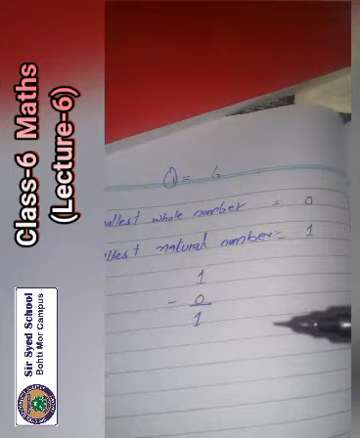 Class-6 Maths
(Lecture-6)
Sir Syed School
Bohti Mor Campus
Q = 6
allest whole number = 0
llest natural number = 1
1
- 0
1